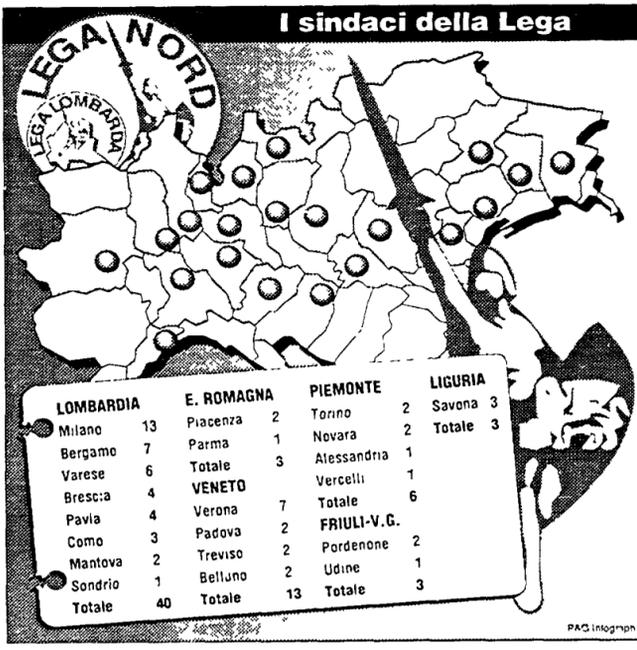 I sindaci della Lega
LEGA NORD
LEGA LOMBARDA
LOMBARDIA
Milano 13
Bergamo 7
Varese 6
Brescia 4
Pavia 4
Como 3
Mantova 2
Sondrio 1
Totale 40
E. ROMAGNA
Piacenza 2
Parma 1
Totale 3
VENETO
Verona 7
Padova 2
Treviso 2
Belluno 2
Totale 13
PIEMONTE
Torino 2
Novara 2
Alessandria 1
Vercelli 1
Totale 6
FRIULI-V.G.
Pordenone 2
Udine 1
Totale 3
LIGURIA
Savona 3
Totale 3
P&G Infograph